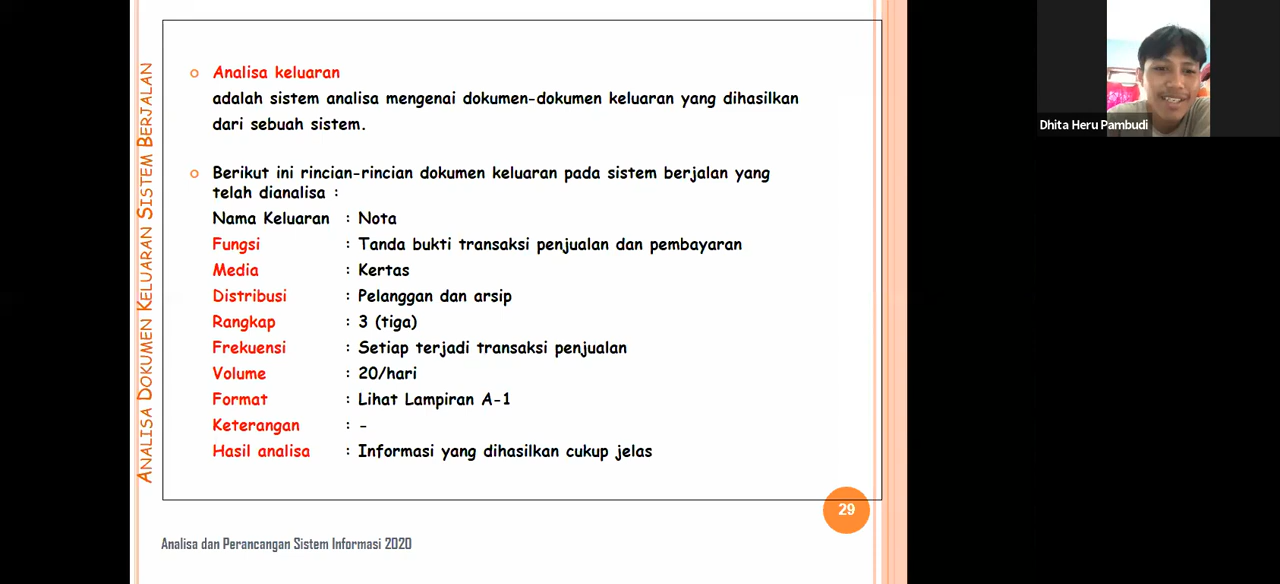 ANALISA DOKUMEN KELUARAN SISTEM BERJALAN
Analisa keluaran
adalah sistem analisa mengenai dokumen-dokumen keluaran yang dihasilkan
dari sebuah sistem.
Berikut ini rincian-rincian dokumen keluaran pada sistem berjalan yang
telah dianalisa :
Nama Keluaran : Nota
Fungsi : Tanda bukti transaksi penjualan dan pembayaran
Media : Kertas
Distribusi : Pelanggan dan arsip
Rangkap : 3 (tiga)
Frekuensi : Setiap terjadi transaksi penjualan
Volume : 20/hari
Format : Lihat Lampiran A-1
Keterangan : -
Hasil analisa : Informasi yang dihasilkan cukup jelas
29
Analisa dan Perancangan Sistem Informasi 2020
Dhita Heru Pambudi